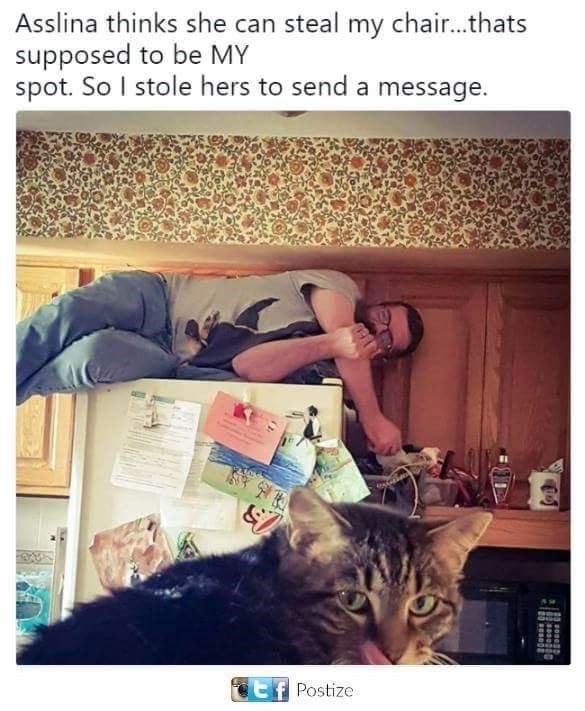 Asslina thinks she can steal my chair...thats
supposed to be MY
spot. So I stole hers to send a message.
Postize